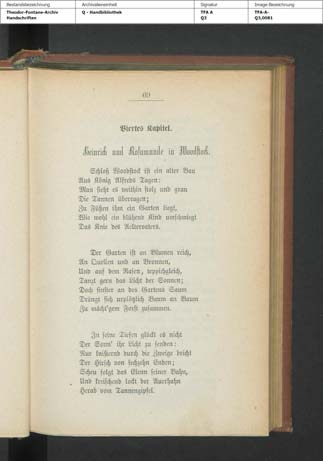 Bestandsbezeichnung Archivalieneinheit Signatur Image Bezeichnung
Theodor-Fontane-Archiv Q - Handbibliothek TFA A TFA-A-
Handschriften Q3 Q3,0081
69
Viertes Kapitel.
Heinrich und Rosamunde in Woodstock.
Schloß Woodstock ist ein alter Bau
Aus König Alfreds Tagen:
Man sieht es weithin stolz und grau
Die Tannen überragen;
Zu Füßen ihm ein Garten liegt,
Wie wohl ein blühend Kind umschmiegt
Das Knie des Aeltervaters.
Der Garten ist an Blumen reich,
An Quellen und an Bronnen,
Und auf dem Rasen, teppichgleich,
Tanzt gern das Licht der Sonnen;
Doch finster an des Gartens Saum
Drängt sich urplötzlich Baum an Baum
Zu mächt'gem Forst zusammen.
In seine Tiefen glückt es nicht
Der Sonn' ihr Licht zu senden:
Nur knisternd durch die Zweige bricht
Der Hirsch von sechzehn Enden;
Scheu folgt das Elenn seiner Bahn,
Und kreischend lockt der Auerhahn
Herab vom Tannengipfel.